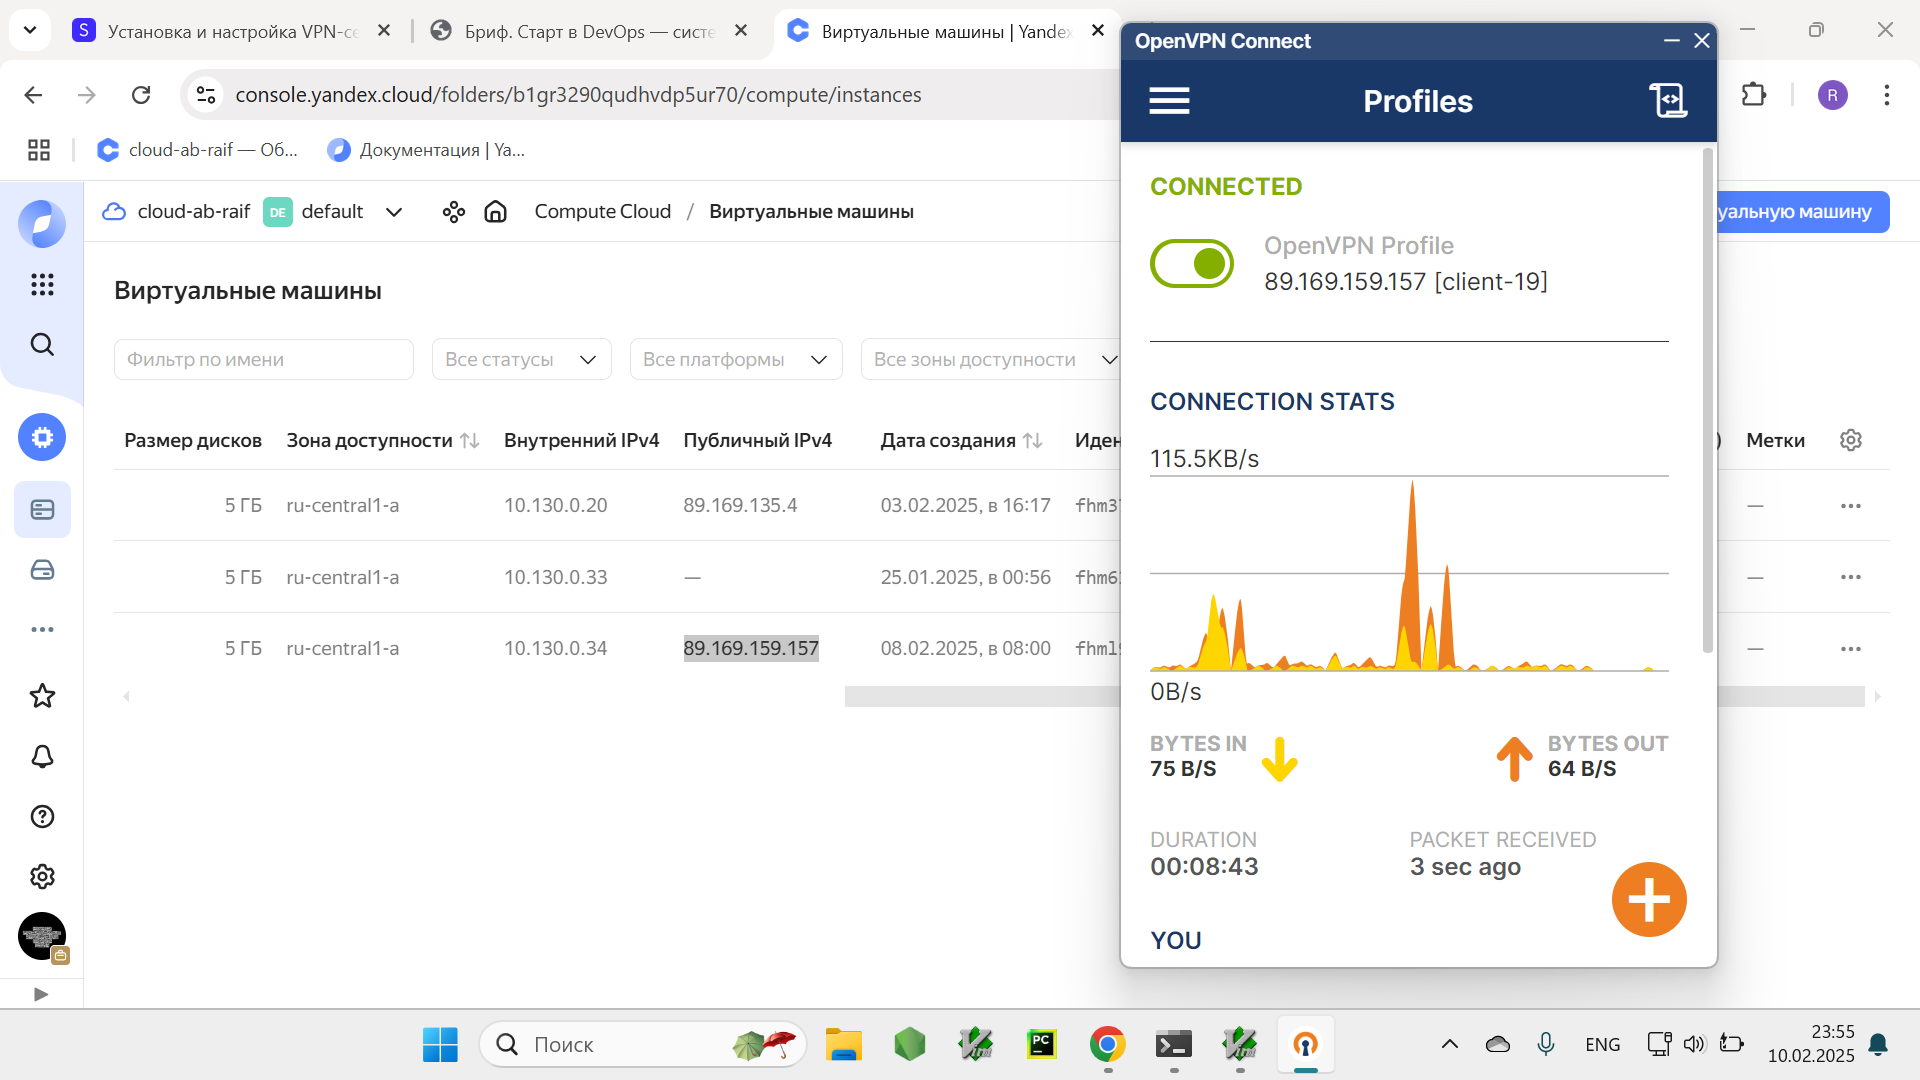 Установка и настройка VPN-се
Бриф. Старт в DevOps — систе
Виртуальные машины | Yandex
console.yandex.cloud/folders/b1gr3290qudhvdp5ur70/compute/instances
R
cloud-ab-raif — Об...
Документация | Ya...
cloud-ab-raif
DE
default
Compute Cloud
/
Виртуальные машины
уальную машину
Виртуальные машины
Фильтр по имени
Все статусы
Все платформы
Все зоны доступности
Размер дисков
Зона доступности
Внутренний IPv4
Публичный IPv4
Дата создания
Иден
)
Метки
5 ГБ
ru-central1-a
10.130.0.20
89.169.135.4
03.02.2025, в 16:17
fhm37
—
5 ГБ
ru-central1-a
10.130.0.33
—
25.01.2025, в 00:56
—
5 ГБ
ru-central1-a
10.130.0.34
89.169.159.157
08.02.2025, в 08:00
fhml9
—
OpenVPN Connect
Profiles
CONNECTED
OpenVPN Profile
89.169.159.157 [client-19]
CONNECTION STATS
115.5KB/s
0B/s
BYTES IN
75 B/S
BYTES OUT
64 B/S
DURATION
00:08:43
PACKET RECEIVED
3 sec ago
YOU
Поиск
PC
ENG
23:55
10.02.2025